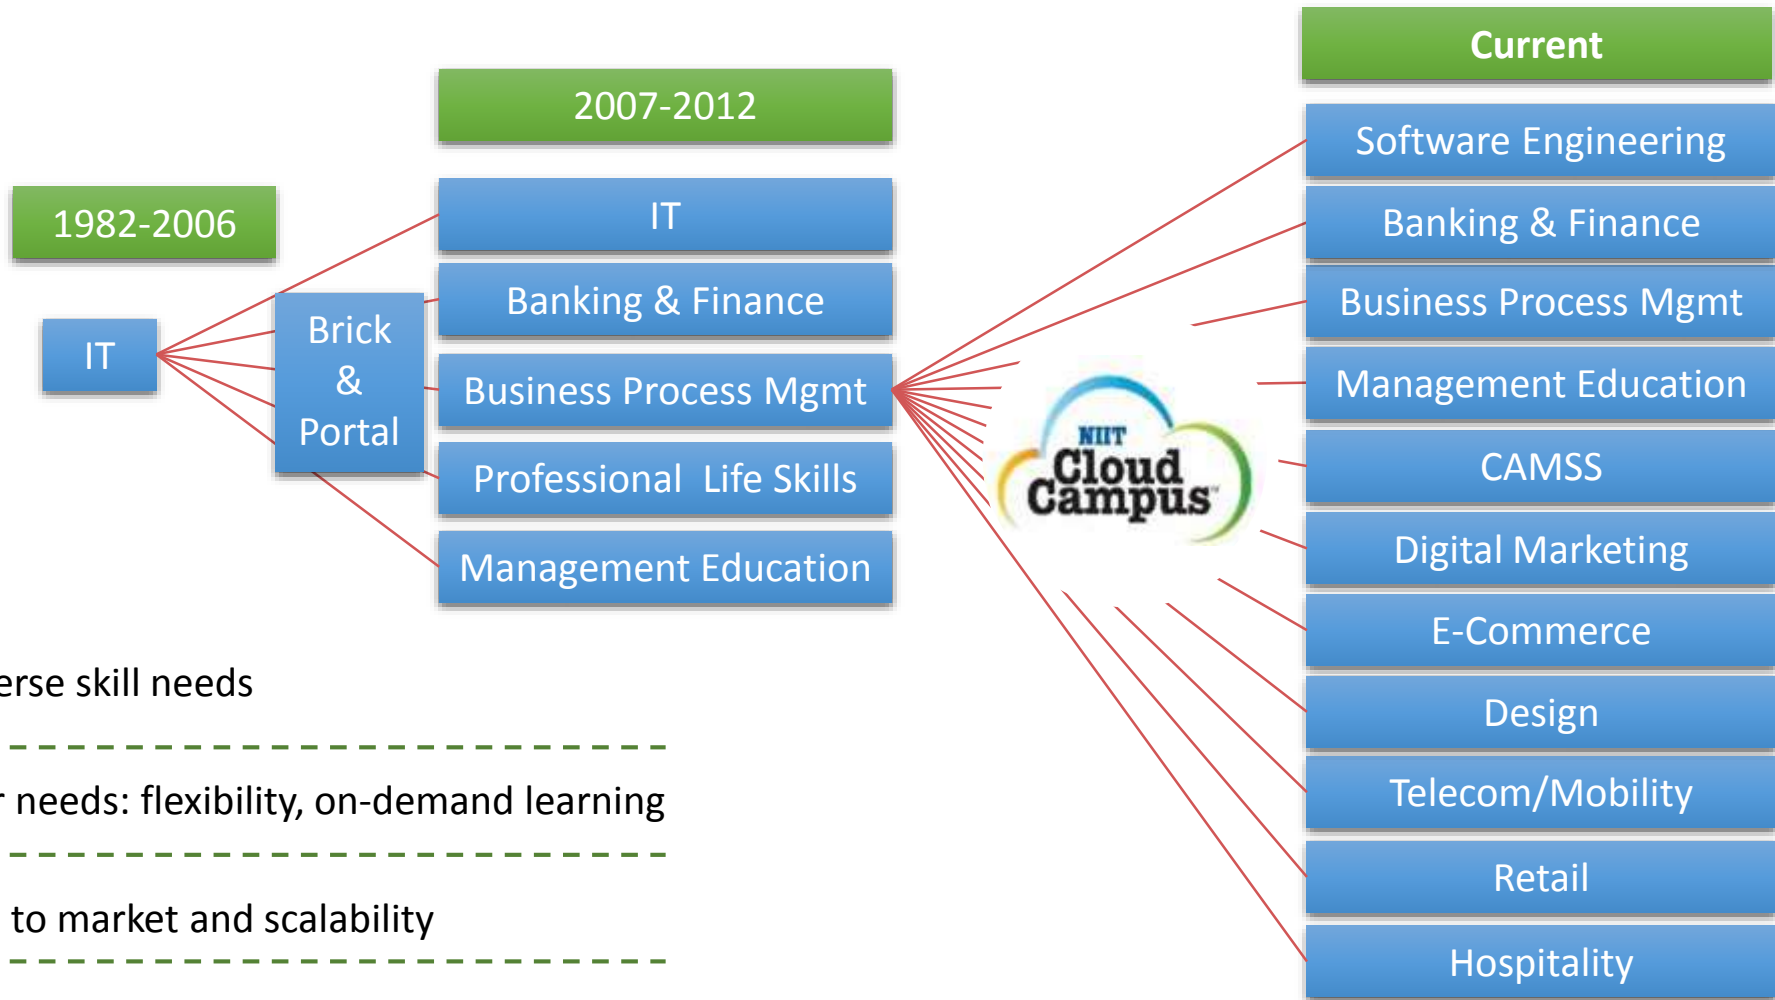 1982-2006
IT
Brick
&
Portal
2007-2012
IT
Banking & Finance
Business Process Mgmt
Professional Life Skills
Management Education
NIIT
Cloud
Campus
Current
Software Engineering
Banking & Finance
Business Process Mgmt
Management Education
CAMSS
Digital Marketing
E-Commerce
Design
Telecom/Mobility
Retail
Hospitality
skill needs
needs: flexibility, on-demand learning
to market and scalability